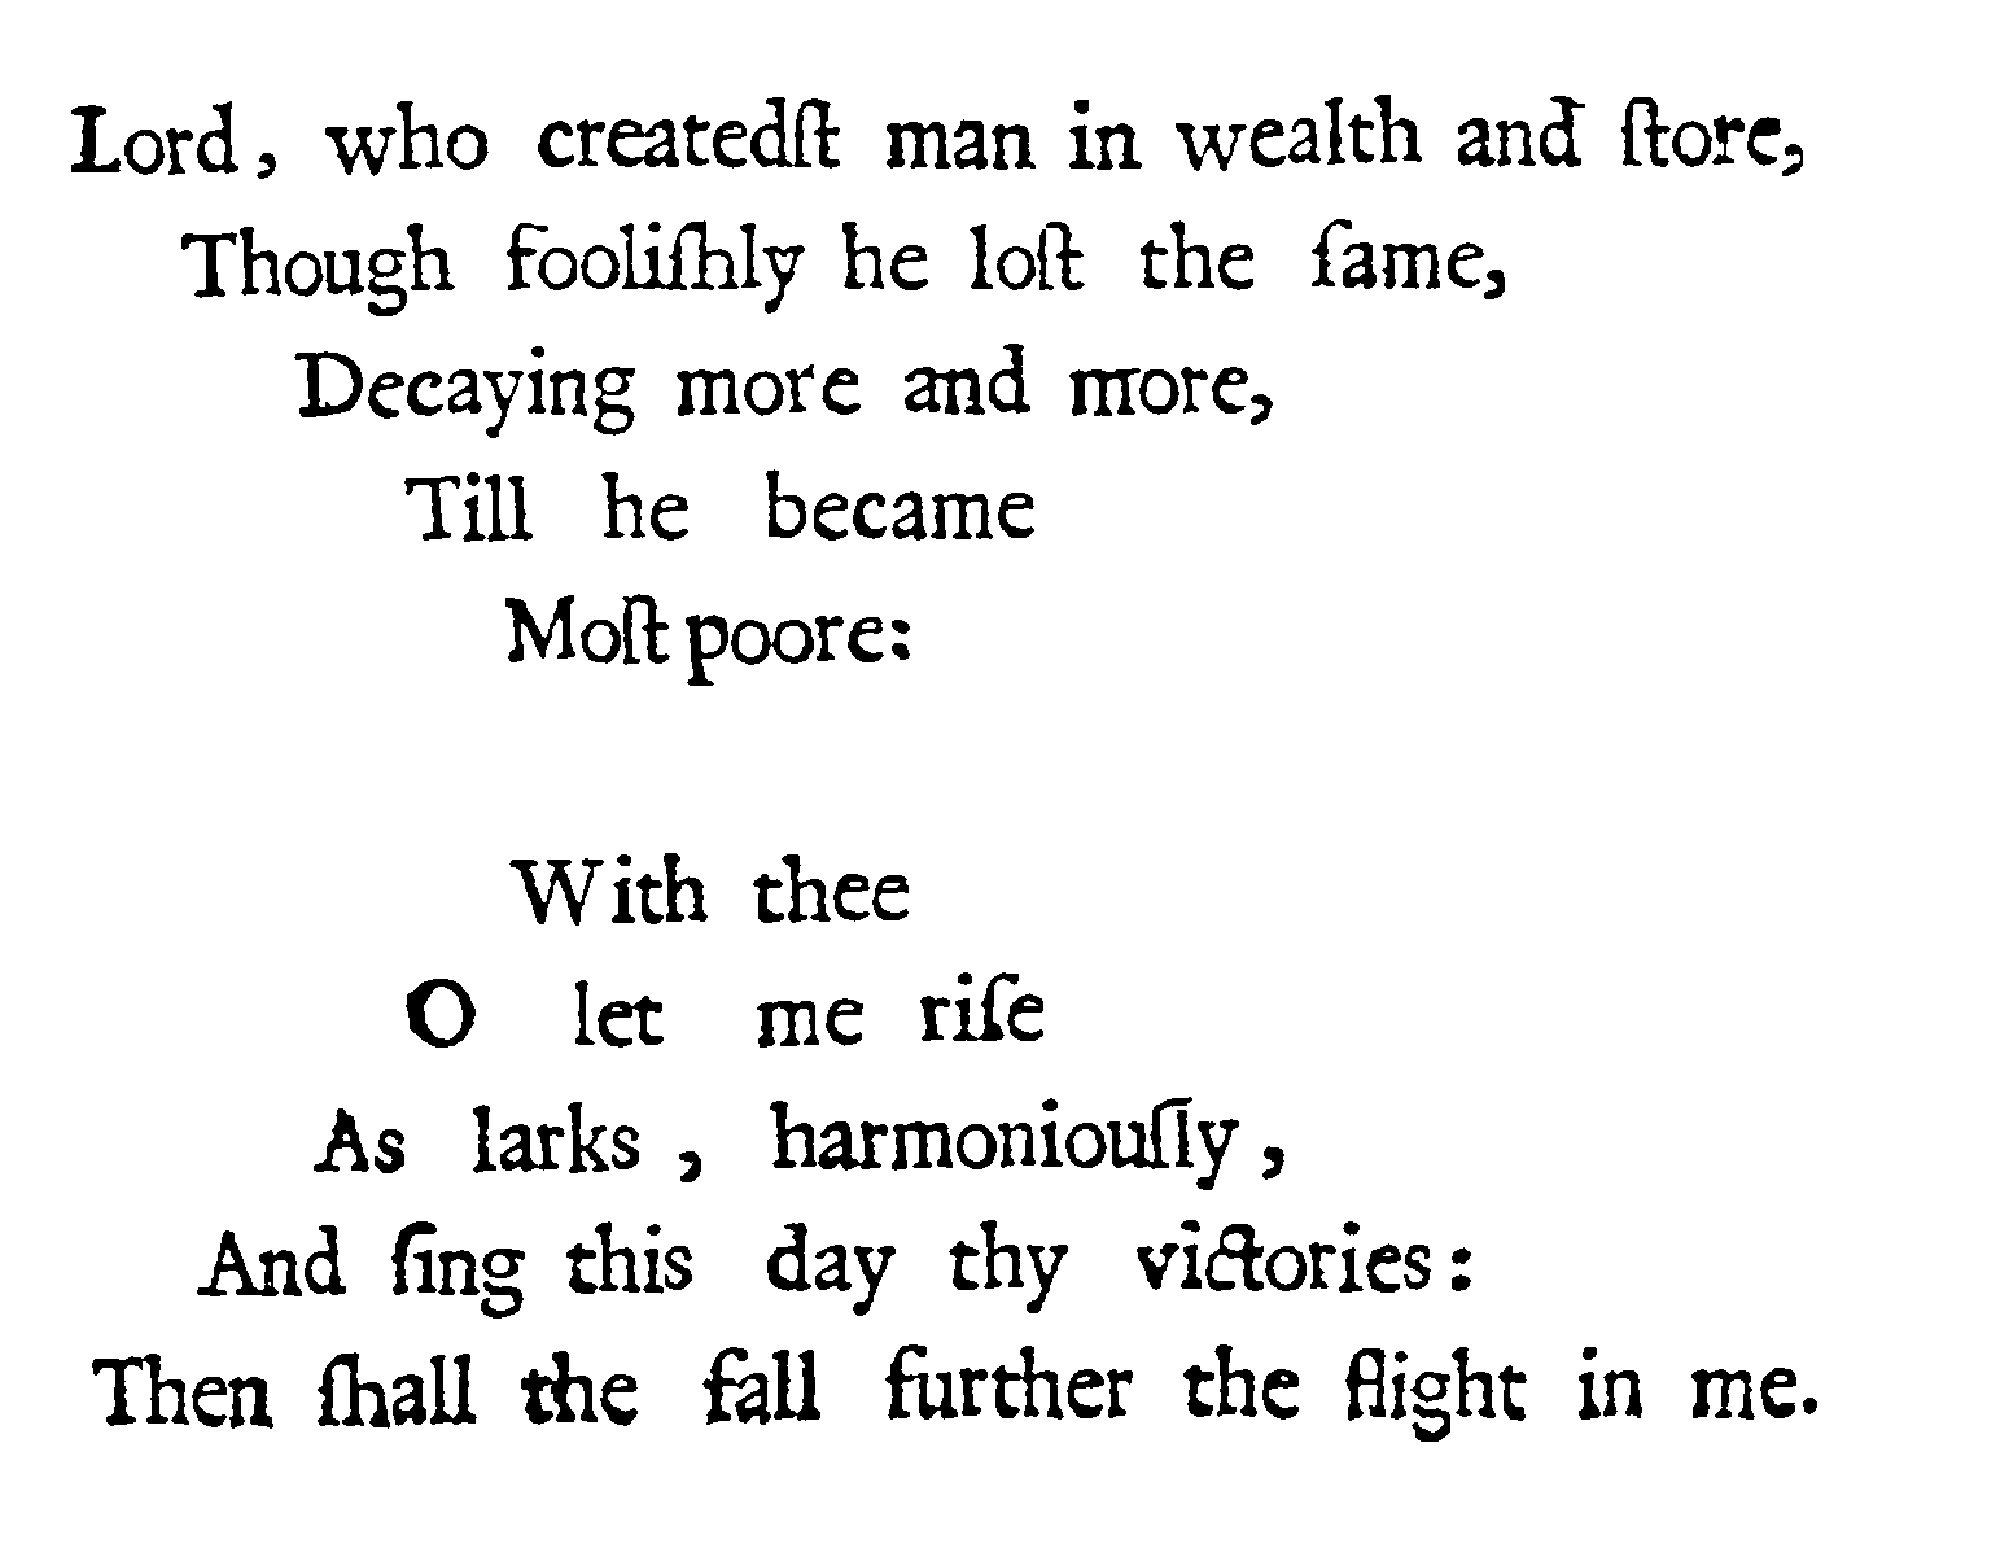 Lord, who createdſt man in wealth and ſtore,
Though fooliſhly he loſt the ſame,
Decaying more and more,
Till he became
Moſt poore:
With thee
O let me riſe
As larks, harmoniouſly,
And ſing this day thy victories:
Then ſhall the fall further the flight in me.